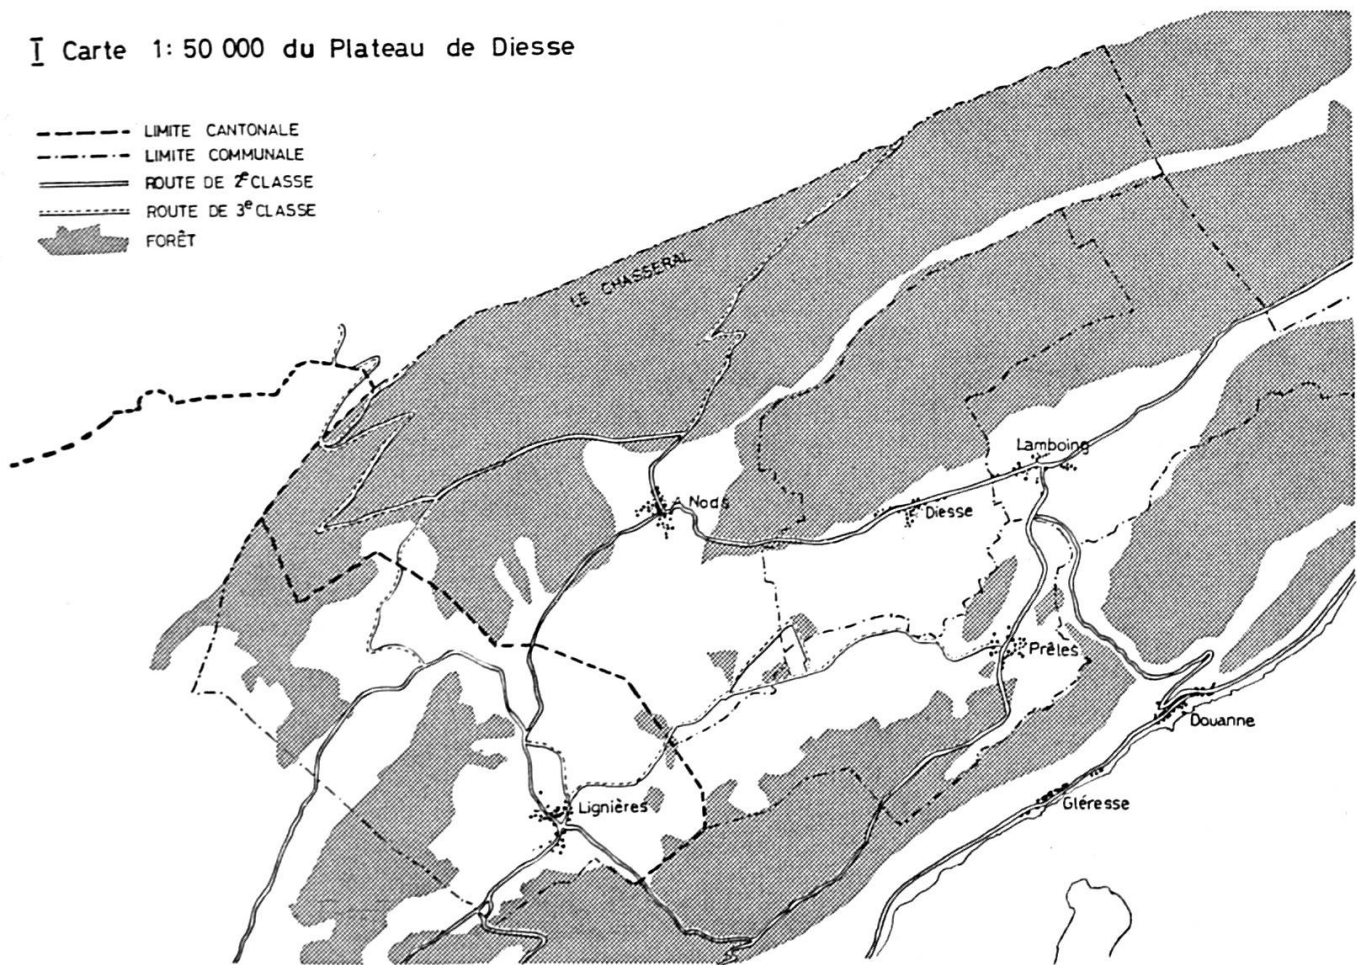 I Carte 1: 50 000 du Plateau de Diesse
LIMITE CANTONALE
LIMITE COMMUNALE
ROUTE DE 2e CLASSE
ROUTE DE 3e CLASSE
FORÊT
LE CHASSERAL
Lamboing
Nods
Diesse
Prêles
Douanne
Gléresse
Lignières